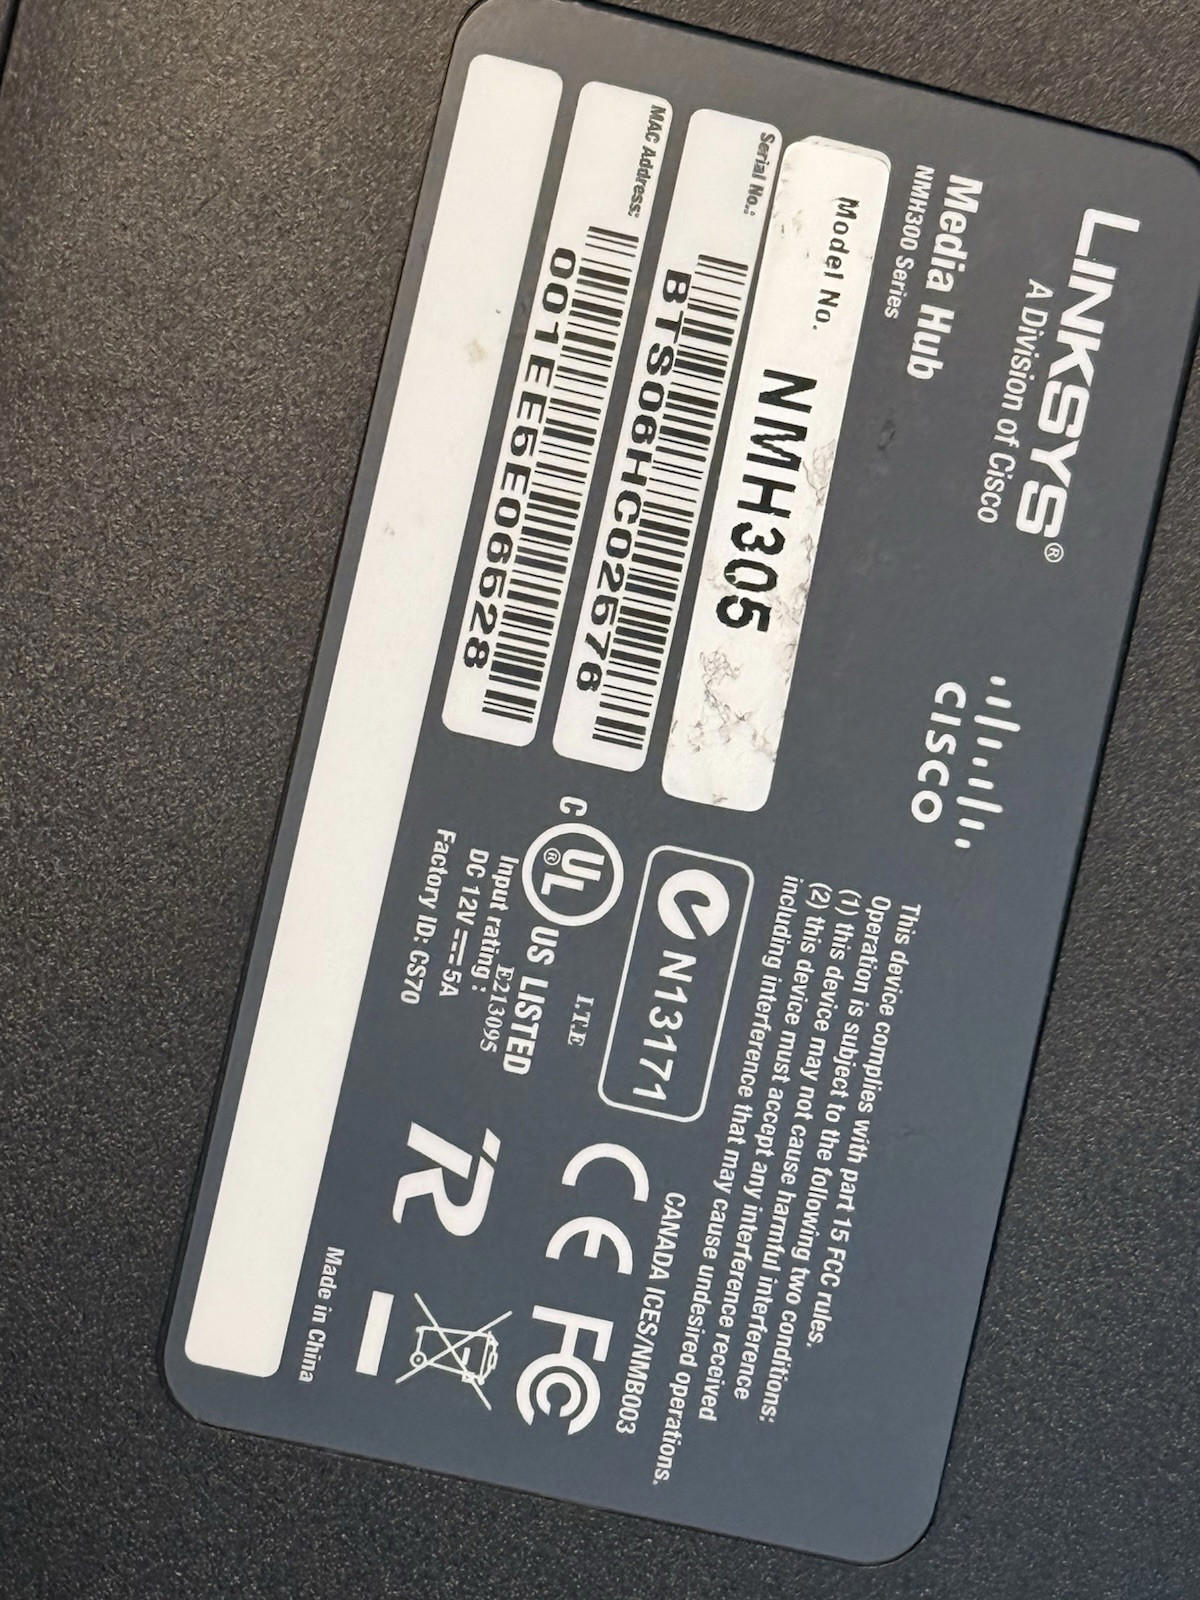 LINKSYS®
A Division of Cisco
CISCO
Media Hub
NMH300 Series
Model No. NMH305
Serial No.:
BTS06HC02576
MAC Address:
001EE5E06528
This device complies with part 15 FCC rules.
Operation is subject to the following two conditions:
(1) this device may not cause harmful interference
(2) this device must accept any interference received
including interference that may cause undesired operations.
CANADA ICES/NMB003
N13171
C UL® US LISTED
I.T.E
E213095
Input rating :
DC 12V ⎓ 5A
Factory ID: CS70
CE FC
R
Made in China